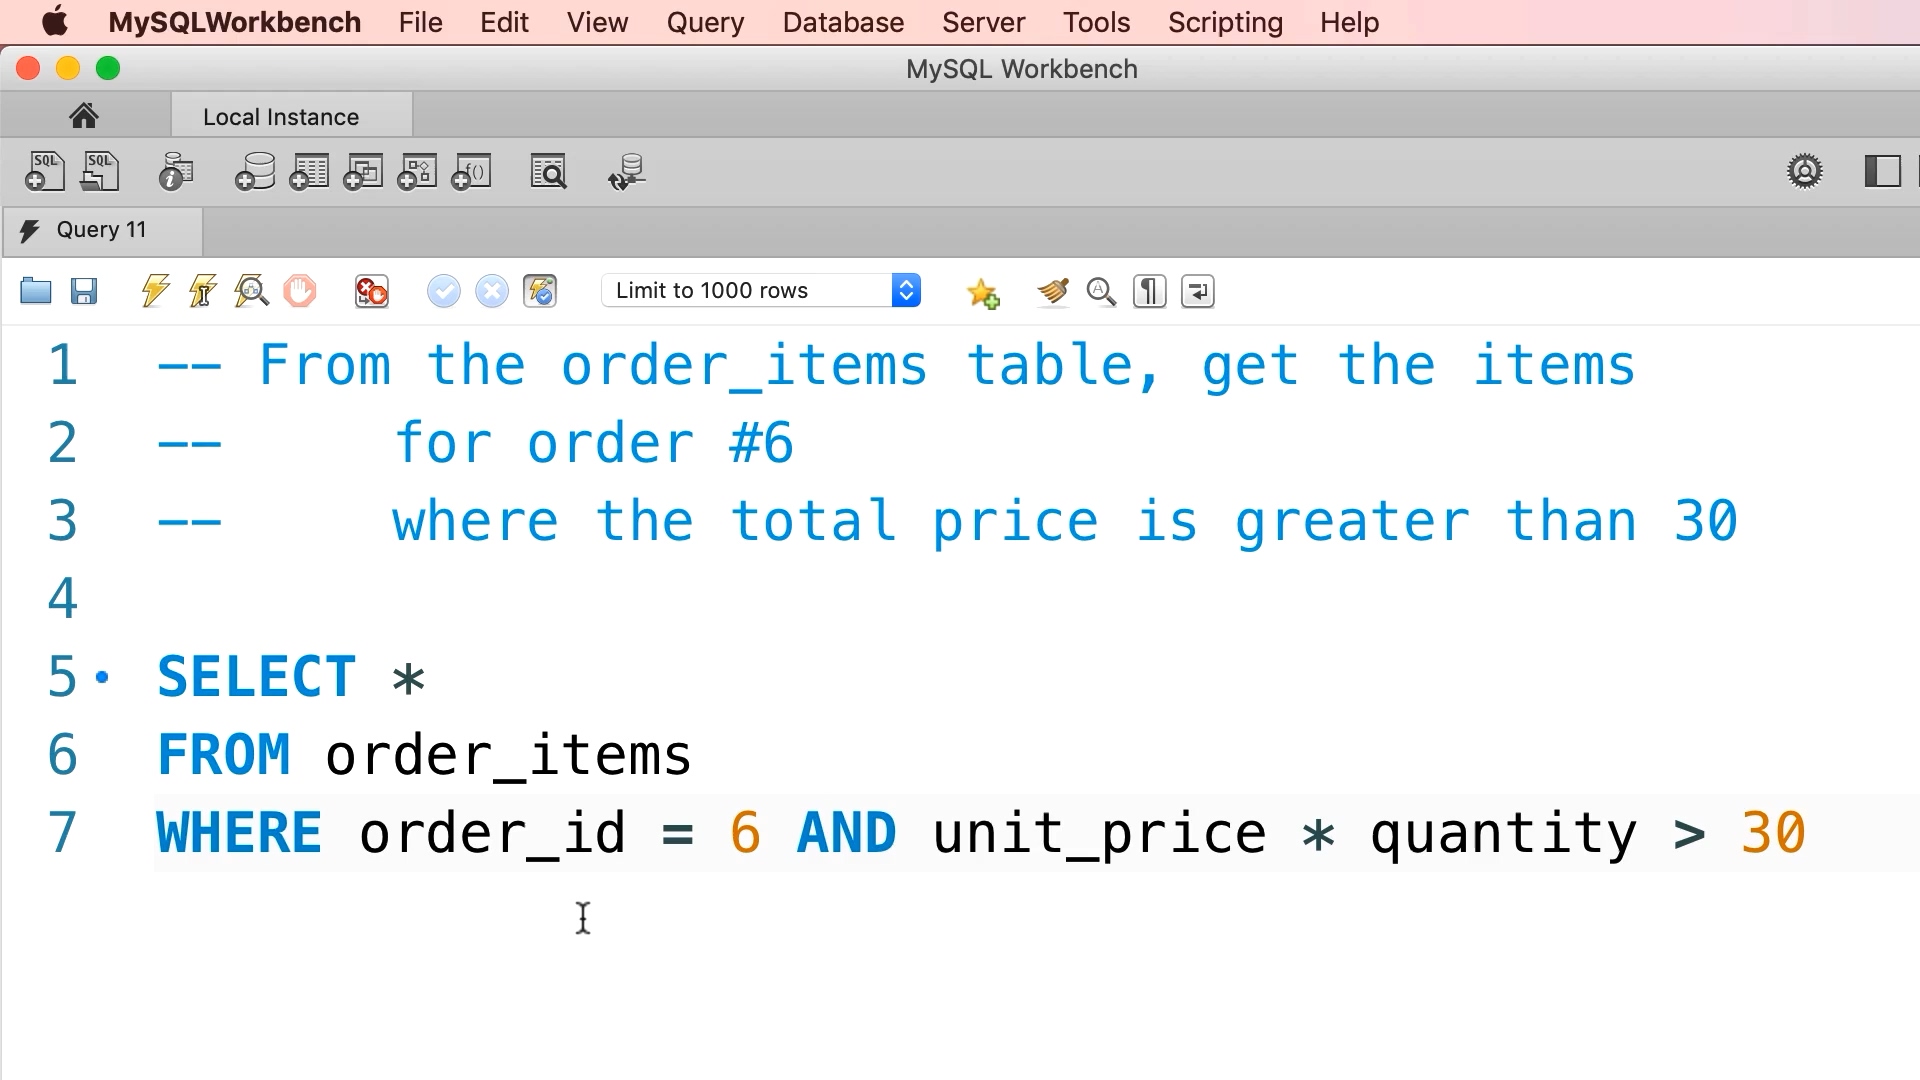 MySQLWorkbench File Edit View Query Database Server Tools Scripting Help
MySQL Workbench
Local Instance
SQL SQL
Query 11
Limit to 1000 rows
1 -- From the order_items table, get the items
2 -- for order #6
3 -- where the total price is greater than 30
4
5 SELECT *
6 FROM order_items
7 WHERE order_id = 6 AND unit_price * quantity > 30